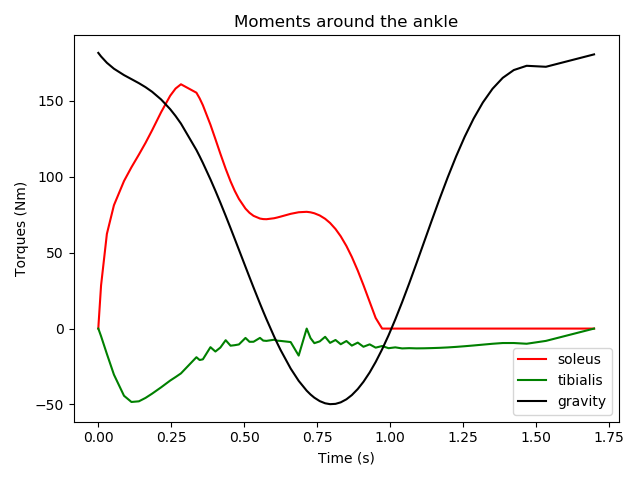 Moments around the ankle
Torques (Nm)
150
100
50
0
−50
0.00 0.25 0.50 0.75 1.00 1.25 1.50 1.75
Time (s)
soleus
tibialis
gravity